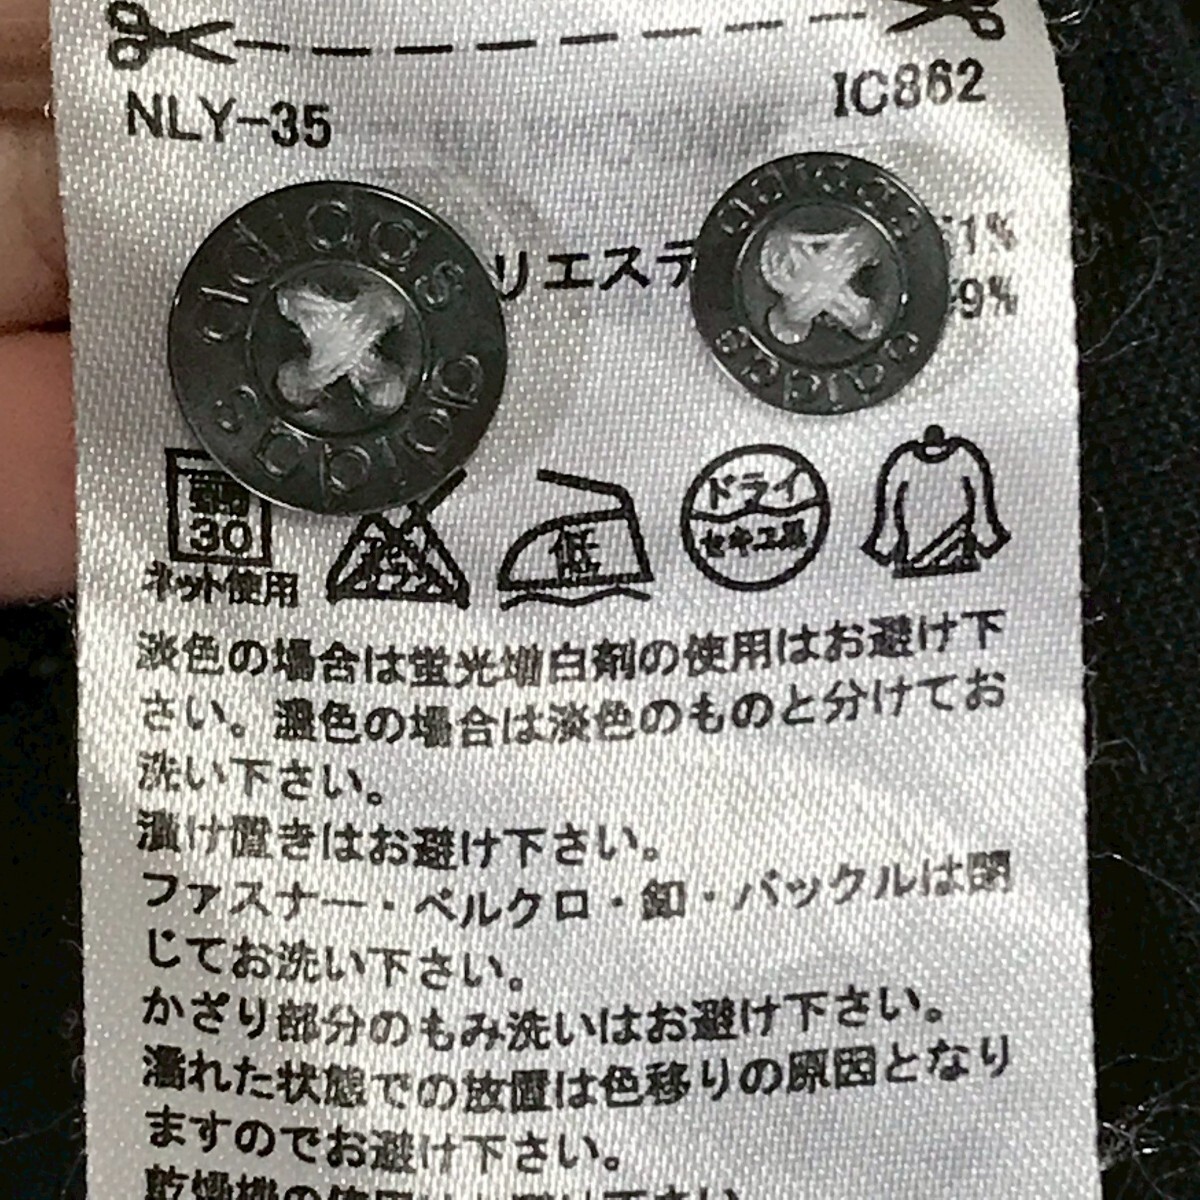 NLY-35
IC862
adidas
adidas
adidas
adidas
リエステ
1%
9%
30
ネット使用
低
ドライ
セキユ系
淡色の場合は蛍光増白剤の使用はお避け下
さい。濃色の場合は淡色のものと分けてお
洗い下さい。
漬け置きはお避け下さい。
ファスナー・ベルクロ・釦・バックルは閉
じてお洗い下さい。
かざり部分のもみ洗いはお避け下さい。
濡れた状態での放置は色移りの原因となり
ますのでお避け下さい。